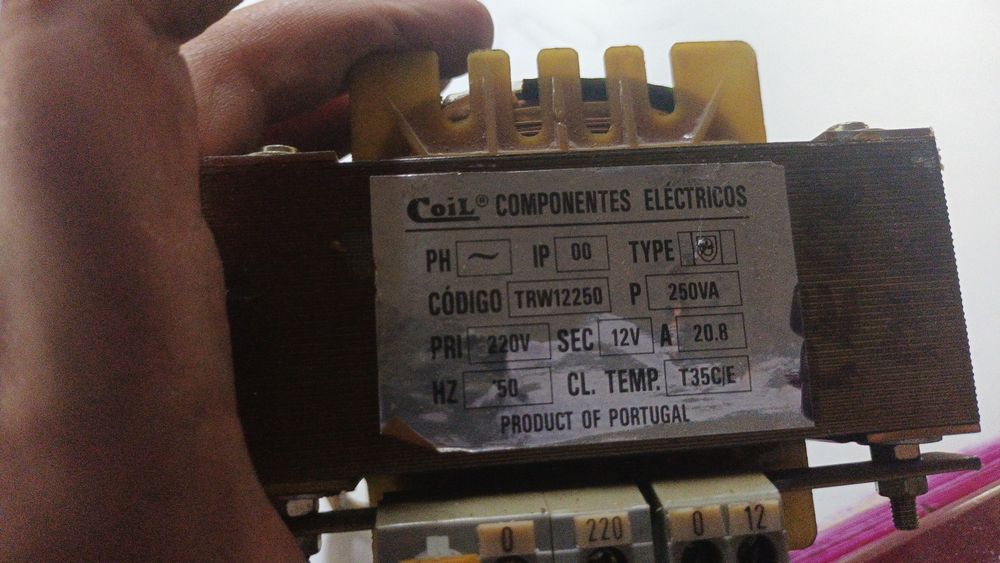 CoiL® COMPONENTES ELÉCTRICOS
PH ~ IP 00 TYPE
CÓDIGO TRW12250 P 250VA
PRI 220V SEC 12V A 20.8
HZ 50 CL. TEMP. T35C/E
PRODUCT OF PORTUGAL
0 220 0 12